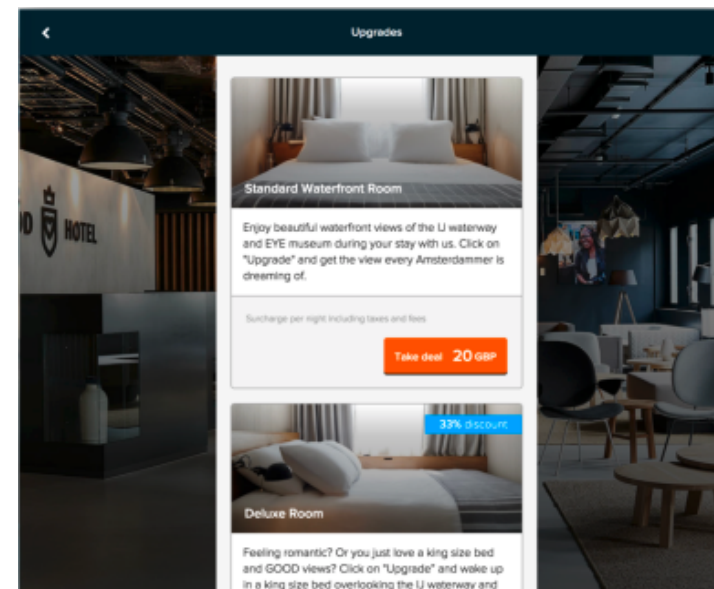 Upgrades
OD HOTEL
Standard Waterfront Room
Enjoy beautiful waterfront views of the IJ waterway
and EYE museum during your stay with us. Click on
"Upgrade" and get the view every Amsterdammer is
dreaming of.
Surcharge per night including taxes and fees
Take deal 20 GBP
33% discount
Deluxe Room
Feeling romantic? Or you just love a king size bed
and GOOD views? Click on "Upgrade" and wake up
in a king size bed overlooking the IJ waterway and